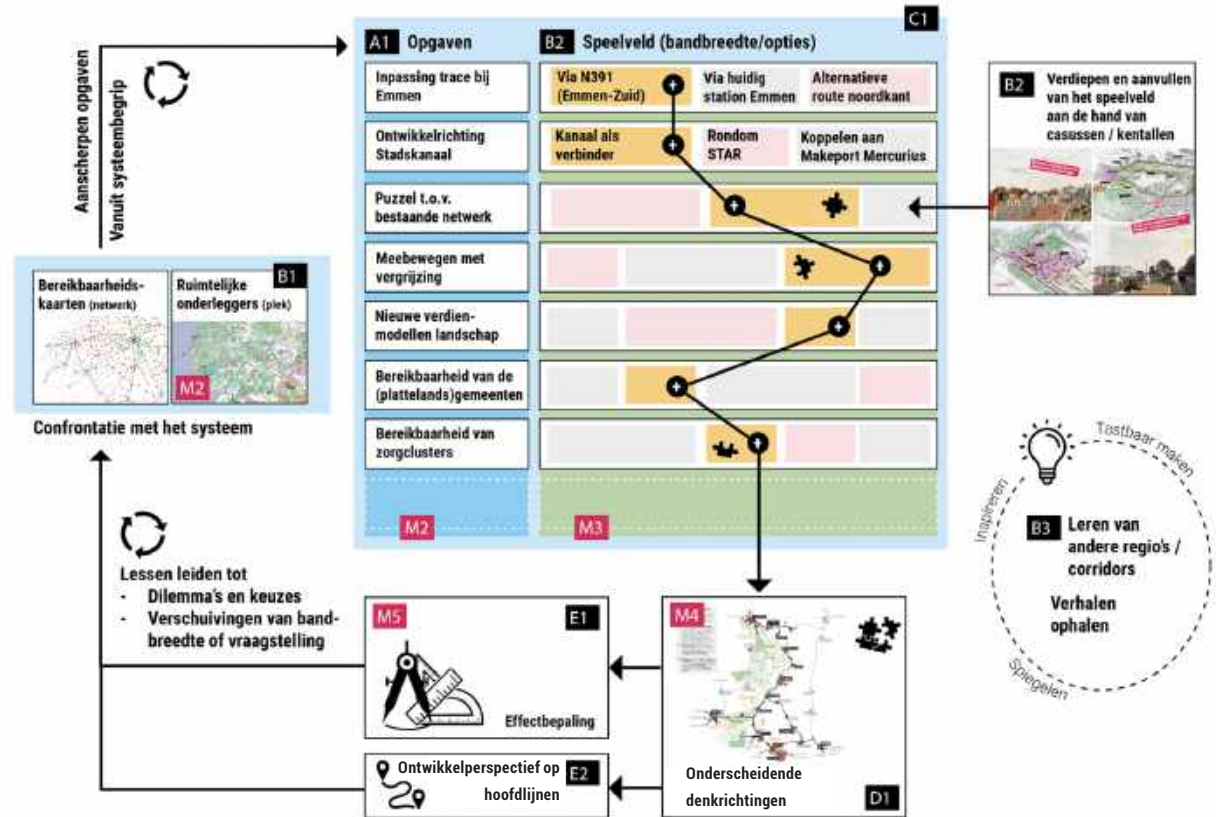 C1
A1 Opgaven
B2 Speelveld (bandbreedte/opties)
Inpassing trace bij
Emmen
Via N391
(Emmen-Zuid)
Via huidig
station Emmen
Alternatieve
route noordkant
Ontwikkelrichting
Stadskanaal
Kanaal als
verbinder
Rondom
STAR
Koppelen aan
Makeport Mercurius
Puzzel t.o.v.
bestaande netwerk
Meebewegen met
vergrijzing
Nieuwe verdien-
modellen landschap
Bereikbaarheid van de
(plattelands)gemeenten
Bereikbaarheid van
zorgclusters
M2
M3
B2 Verdiepen en aanvullen
van het speelveld
aan de hand van
casussen / kentallen
Aanscherpen opgaven
Vanuit systeembegrip
B1
Bereikbaarheids-
kaarten (netwerk)
Ruimtelijke
onderleggers (plek)
M2
Confrontatie met het systeem
Lessen leiden tot
- Dilemma's en keuzes
- Verschuivingen van band-
breedte of vraagstelling
M5
E1
Effectbepaling
Ontwikkelperspectief op
hoofdlijnen
E2
M4
Onderscheidende
denkrichtingen
D1
Tastbaar maken
Inspireren
B3 Leren van
andere regio's /
corridors
Verhalen
ophalen
Spiegelen